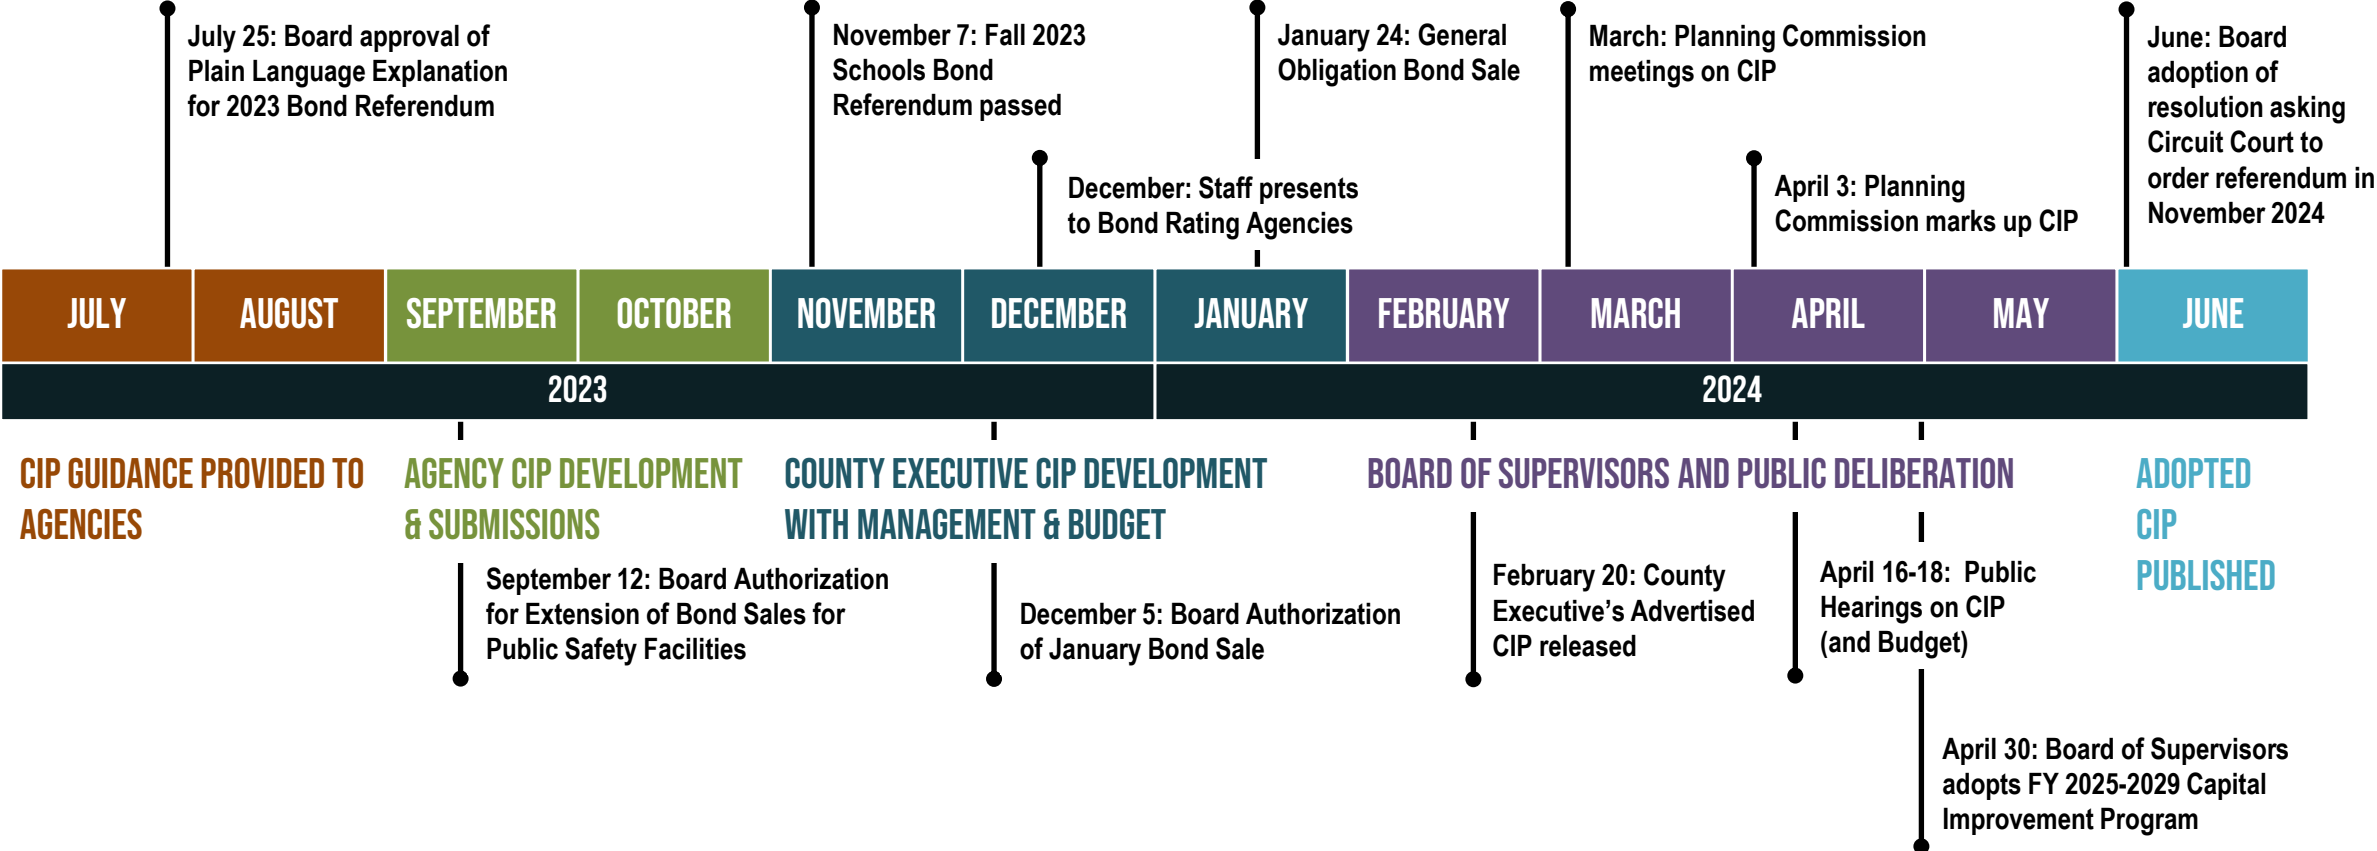 July 25: Board approval of
Plain Language Explanation
for 2023 Bond Referendum
November 7: Fall 2023
Schools Bond
Referendum passed
December: Staff presents
to Bond Rating Agencies
January 24: General
Obligation Bond Sale
March: Planning Commission
meetings on CIP
April 3: Planning
Commission marks up CIP
June: Board
adoption of
resolution asking
Circuit Court to
order referendum in
November 2024
JULY
AUGUST
SEPTEMBER
OCTOBER
NOVEMBER
DECEMBER
JANUARY
FEBRUARY
MARCH
APRIL
MAY
JUNE
2023
2024
CIP GUIDANCE PROVIDED TO
AGENCIES
AGENCY CIP DEVELOPMENT
& SUBMISSIONS
COUNTY EXECUTIVE CIP DEVELOPMENT
WITH MANAGEMENT & BUDGET
BOARD OF SUPERVISORS AND PUBLIC DELIBERATION
ADOPTED
CIP
PUBLISHED
September 12: Board Authorization
for Extension of Bond Sales for
Public Safety Facilities
December 5: Board Authorization
of January Bond Sale
February 20: County
Executive’s Advertised
CIP released
April 16-18:  Public
Hearings on CIP
(and Budget)
April 30: Board of Supervisors
adopts FY 2025-2029 Capital
Improvement Program